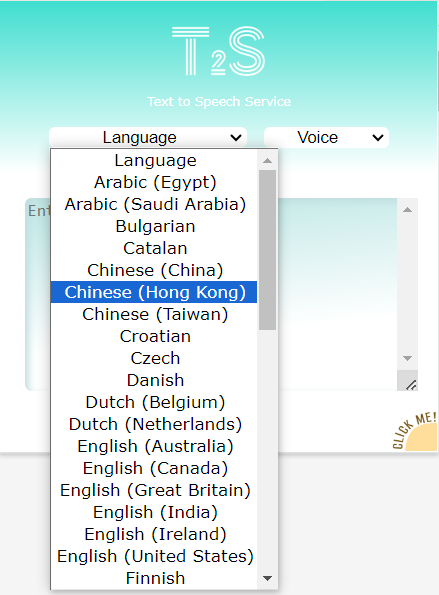 T2S
Text to Speech Service
Language Voice
Language
Arabic (Egypt)
Arabic (Saudi Arabia)
Bulgarian
Catalan
Chinese (China)
Chinese (Hong Kong)
Chinese (Taiwan)
Croatian
Czech
Danish
Dutch (Belgium)
Dutch (Netherlands)
English (Australia)
English (Canada)
English (Great Britain)
English (India)
English (Ireland)
English (United States)
Finnish
CLICK ME!